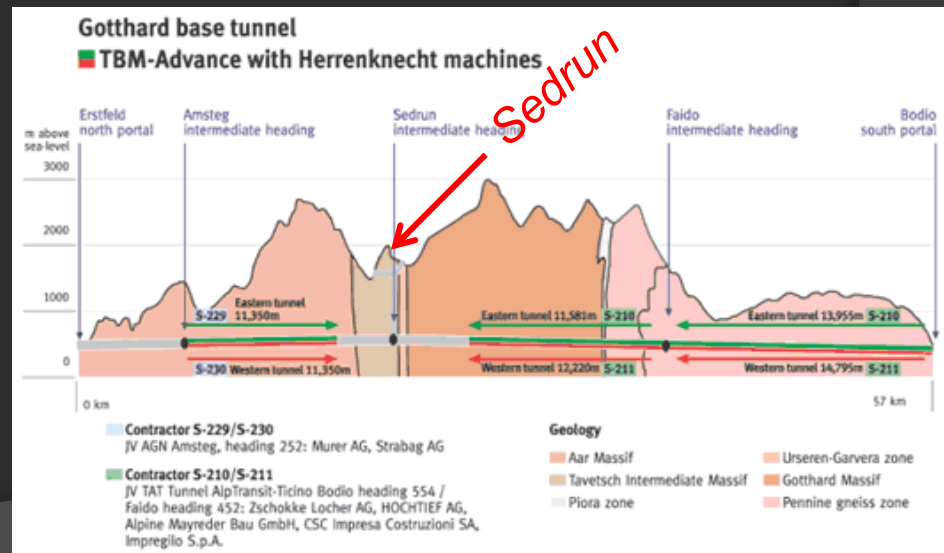 Gotthard base tunnel
TBM-Advance with Herrenknecht machines
Sedrun
Erstfeld
north portal
Amsteg
intermediate heading
Sedrun
intermediate heading
Faido
intermediate heading
Bodio
south portal
m above
sea-level
3000
2000
1000
0
Eastern tunnel
S-229 11,350m
Eastern tunnel 11,581m S-210
Eastern tunnel 13,955m S-210
S-230 Western tunnel 11,350m
Western tunnel 12,220m S-211
Western tunnel 14,795m S-211
0 km
57 km
Contractor S-229/S-230
JV AGN Amsteg, heading 252: Murer AG, Strabag AG
Contractor S-210/S-211
JV TAT Tunnel AlpTransit-Ticino Bodio heading 554 /
Faido heading 452: Zschokke Locher AG, HOCHTIEF AG,
Alpine Mayreder Bau GmbH, CSC Impresa Costruzioni SA,
Impregilo S.p.A.
Geology
Aar Massif
Tavetsch Intermediate Massif
Piora zone
Urseren-Garvera zone
Gotthard Massif
Pennine gneiss zone